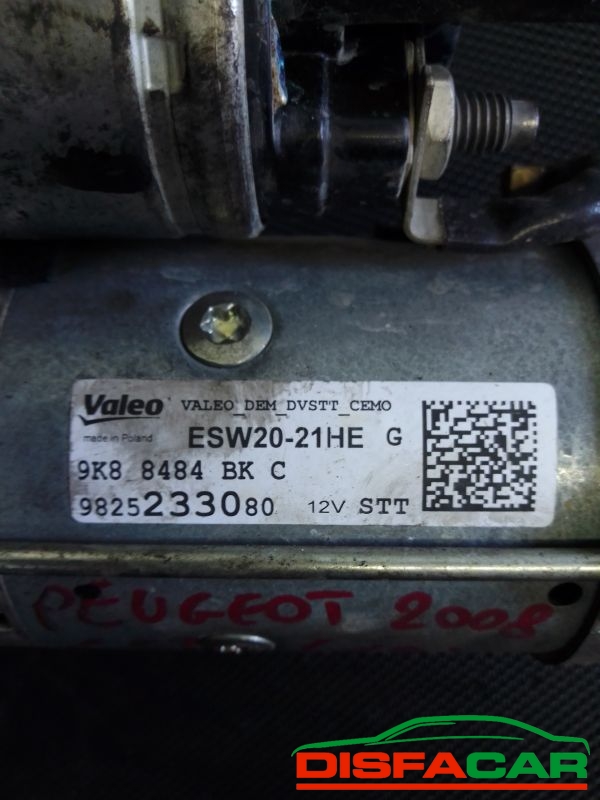 Valeo VALEO_DEM_DVSTT_CEMO
made in Poland ESW20-21HE G
9K8 8484 BK C
9825233080 12V STT
PEUGEOT 2008
DISFACAR